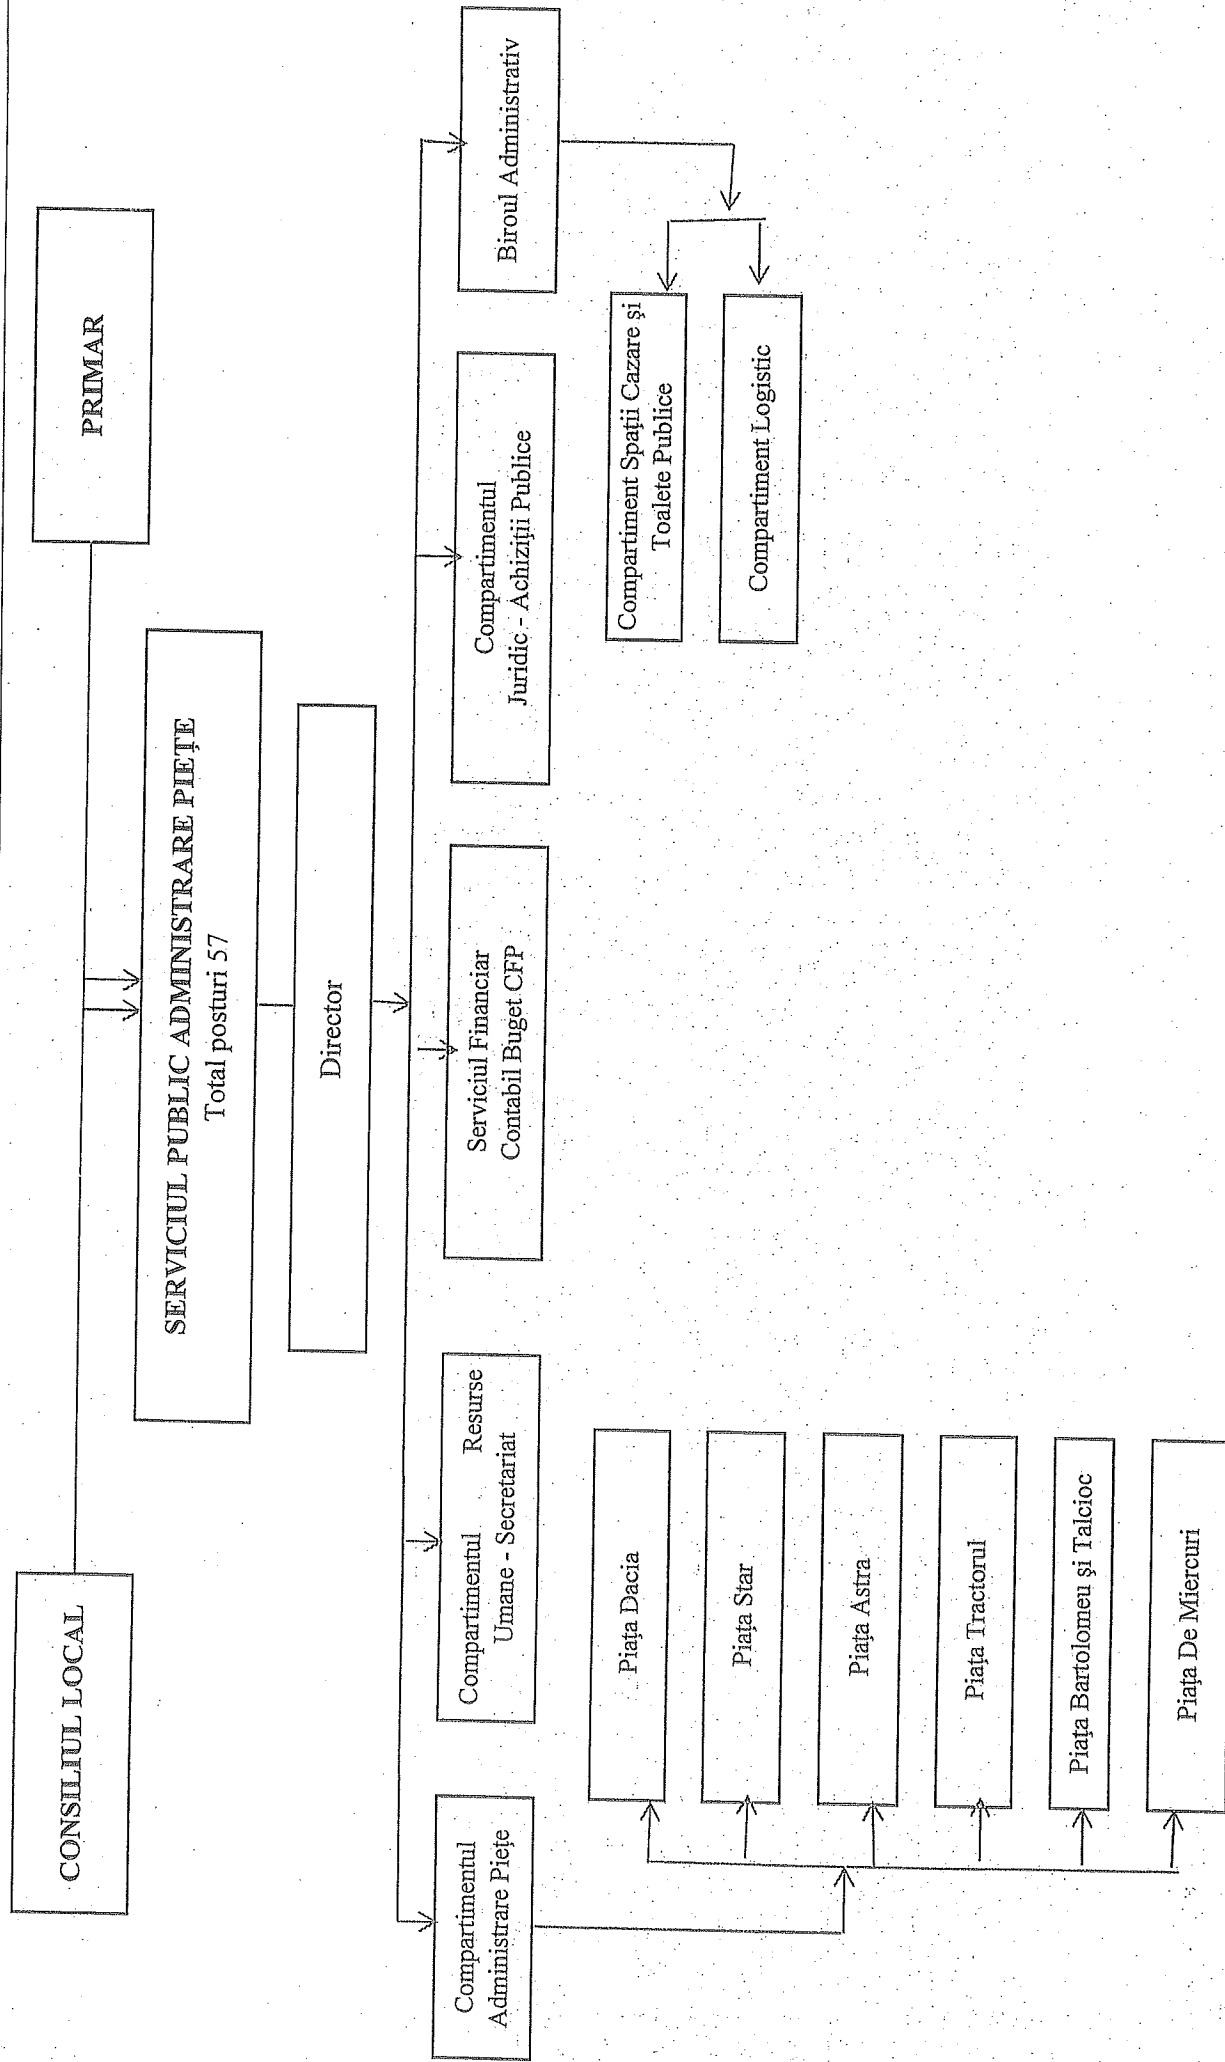 CONSILIUL LOCAL
PRIMAR
SERVICIUL PUBLIC ADMINISTRARE PIEȚE
Total posturi 57
Director
Compartimentul
Administrare Piețe
Compartimentul Resurse
Umane - Secretariat
Serviciul Financiar
Contabil Buget CFP
Compartimentul
Juridic - Achiziții Publice
Biroul Administrativ
Piața Dacia
Piața Star
Piața Astra
Piața Tractorul
Piața Bartolomeu și Talcioc
Piața De Miercuri
Compartiment Spații Cazare și
Toalete Publice
Compartiment Logistic